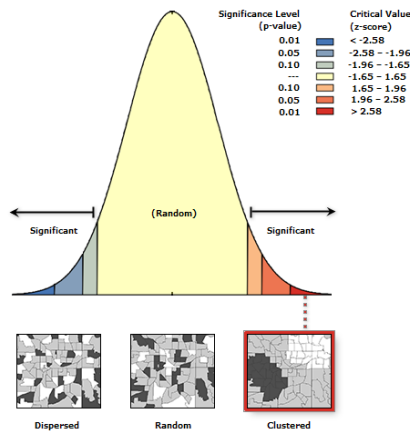 Significance Level Critical Value
(p-value) (z-score)
0.01 < -2.58
0.05 -2.58 – -1.96
0.10 -1.96 – -1.65
--- -1.65 – 1.65
0.10 1.65 – 1.96
0.05 1.96 – 2.58
0.01 > 2.58
(Random)
Significant Significant
Dispersed Random Clustered